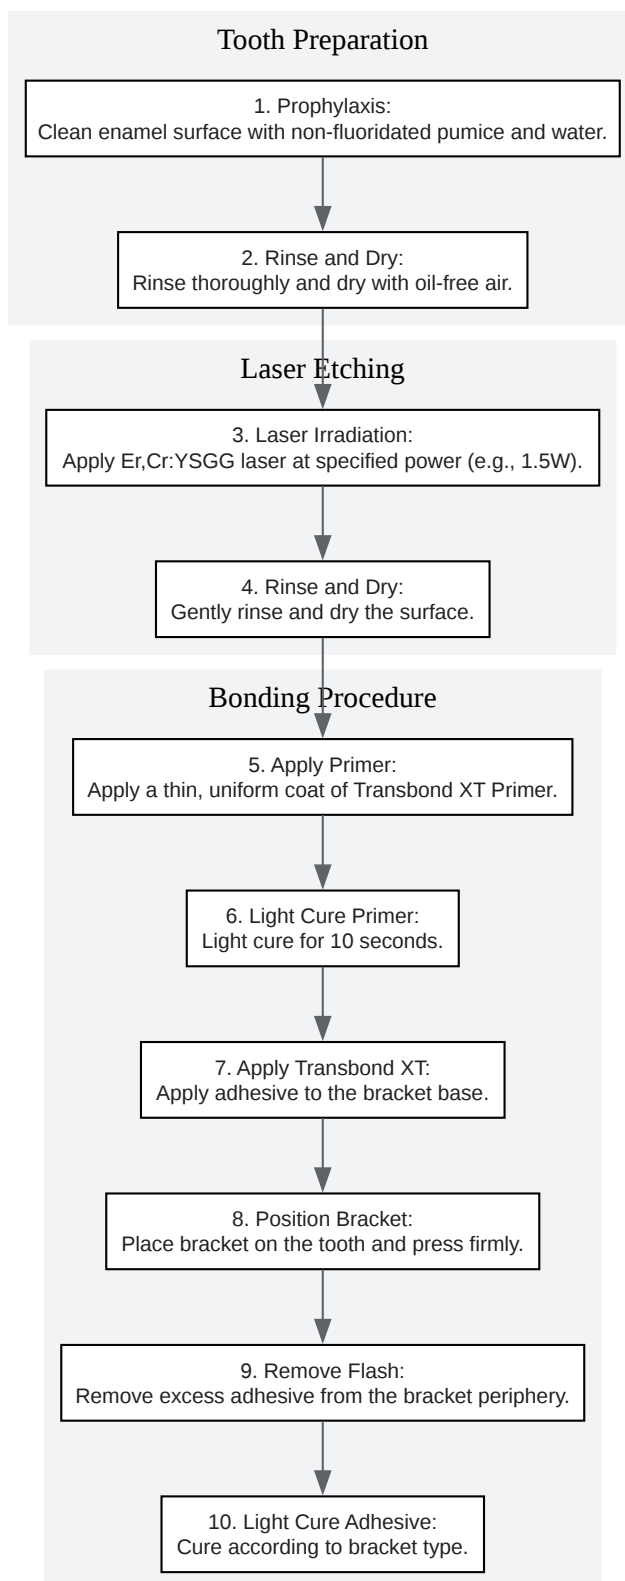 Tooth Preparation
1. Prophylaxis:
Clean enamel surface with non-fluoridated pumice and water.
2. Rinse and Dry:
Rinse thoroughly and dry with oil-free air.
Laser Etching
3. Laser Irradiation:
Apply Er,Cr:YSGG laser at specified power (e.g., 1.5W).
4. Rinse and Dry:
Gently rinse and dry the surface.
Bonding Procedure
5. Apply Primer:
Apply a thin, uniform coat of Transbond XT Primer.
6. Light Cure Primer:
Light cure for 10 seconds.
7. Apply Transbond XT:
Apply adhesive to the bracket base.
8. Position Bracket:
Place bracket on the tooth and press firmly.
9. Remove Flash:
Remove excess adhesive from the bracket periphery.
10. Light Cure Adhesive:
Cure according to bracket type.